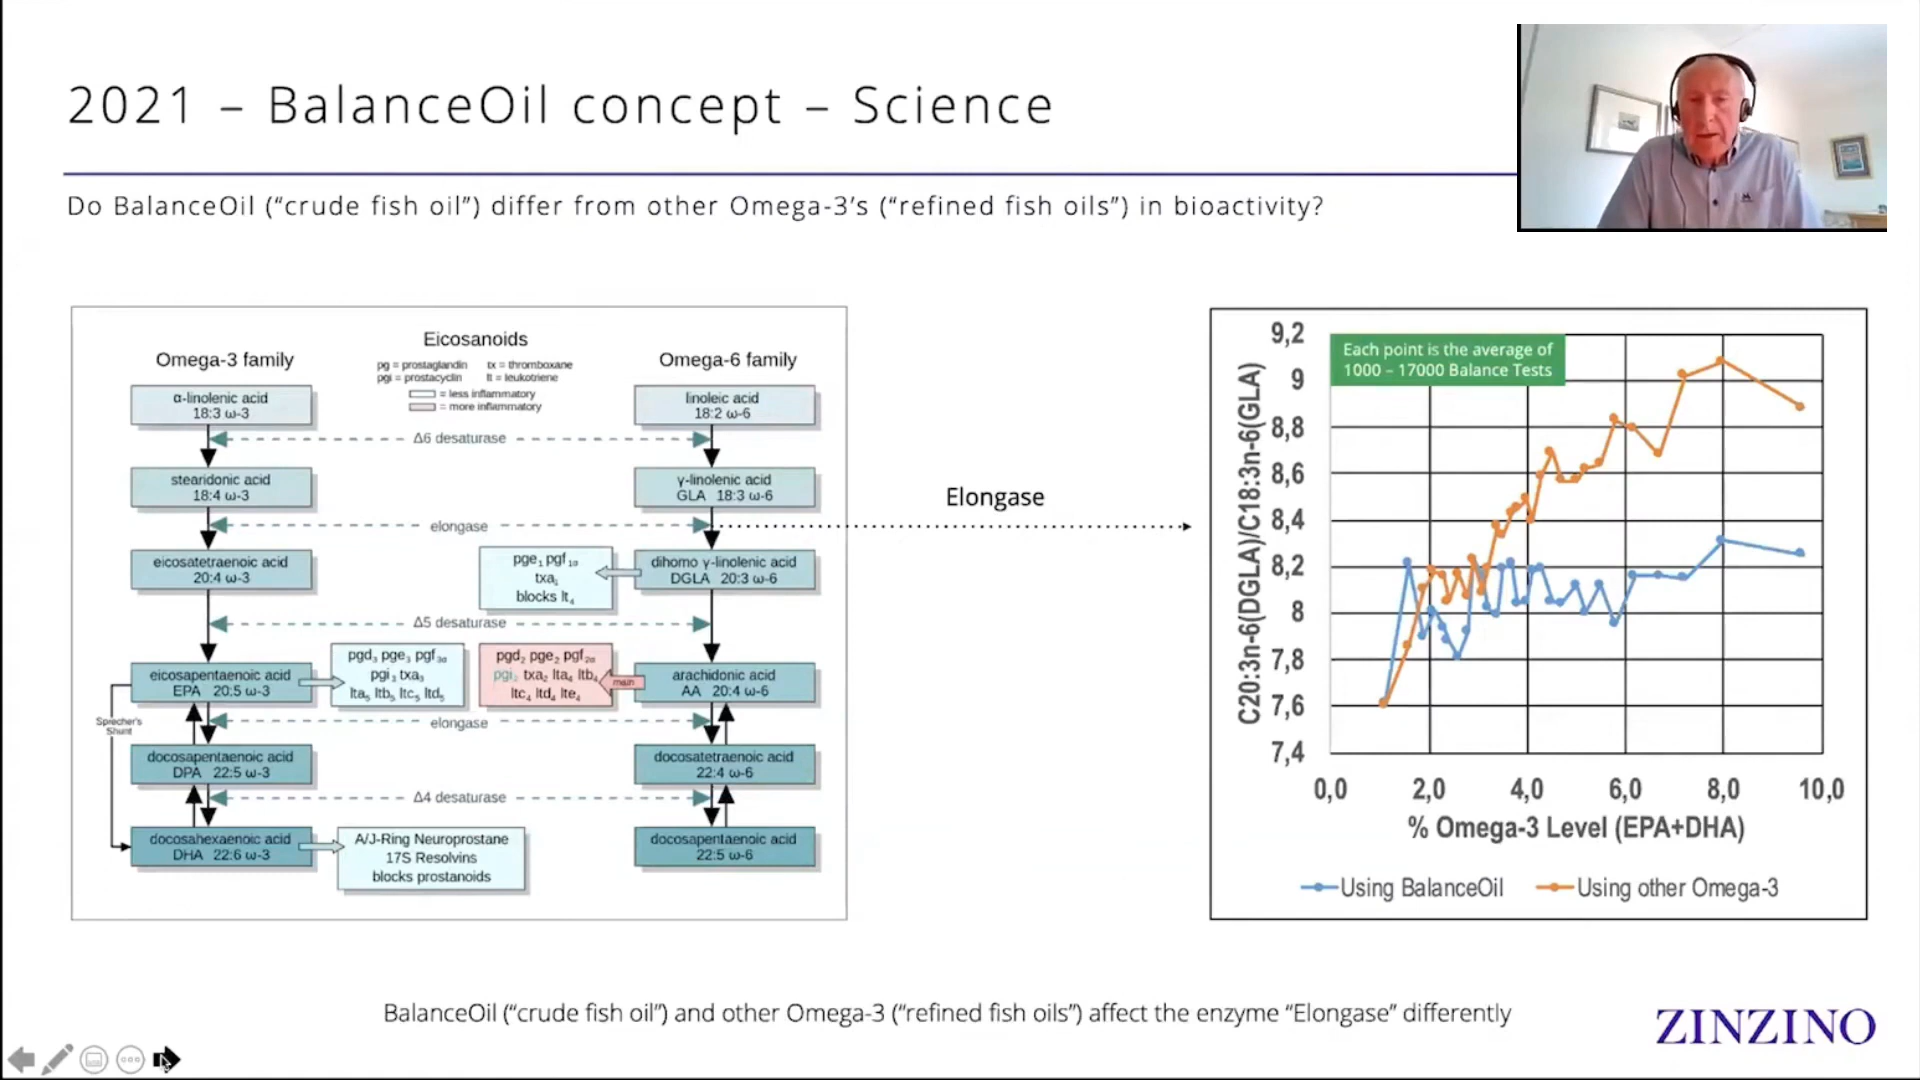 2021 – BalanceOil concept – Science
Do BalanceOil (“crude fish oil”) differ from other Omega-3’s (“refined fish oils”) in bioactivity?
Eicosanoids
Omega-3 family
Omega-6 family
pg = prostaglandin tx = thromboxane
pgi = prostacyclin lt = leukotriene
= less inflammatory
= more inflammatory
α-linolenic acid
18:3 ω-3
linoleic acid
18:2 ω-6
Δ6 desaturase
stearidonic acid
18:4 ω-3
γ-linolenic acid
GLA 18:3 ω-6
elongase
eicosatetraenoic acid
20:4 ω-3
pge₁ pgf₁α
txa₁
blocks lt₄
dihomo γ-linolenic acid
DGLA 20:3 ω-6
Δ5 desaturase
eicosapentaenoic acid
EPA 20:5 ω-3
pgd₃ pge₃ pgf₃α
pgi₃ txa₃
lta₅ ltb₅ ltc₅ ltd₅
pgd₂ pge₂ pgf₂α
pgi₂ txa₂ lta₄ ltb₄
ltc₄ ltd₄ lte₄
main
arachidonic acid
AA 20:4 ω-6
Sprecher's
Shunt
elongase
docosapentaenoic acid
DPA 22:5 ω-3
docosatetraenoic acid
22:4 ω-6
Δ4 desaturase
docosahexaenoic acid
DHA 22:6 ω-3
A/J-Ring Neuroprostane
17S Resolvins
blocks prostanoids
docosapentaenoic acid
22:5 ω-6
Elongase
Each point is the average of
1000 – 17000 Balance Tests
C20:3n-6(DGLA)/C18:3n-6(GLA)
9,2
9
8,8
8,6
8,4
8,2
8
7,8
7,6
7,4
0,0 2,0 4,0 6,0 8,0 10,0
% Omega-3 Level (EPA+DHA)
Using BalanceOil Using other Omega-3
BalanceOil (“crude fish oil”) and other Omega-3 (“refined fish oils”) affect the enzyme “Elongase” differently
ZINZINO